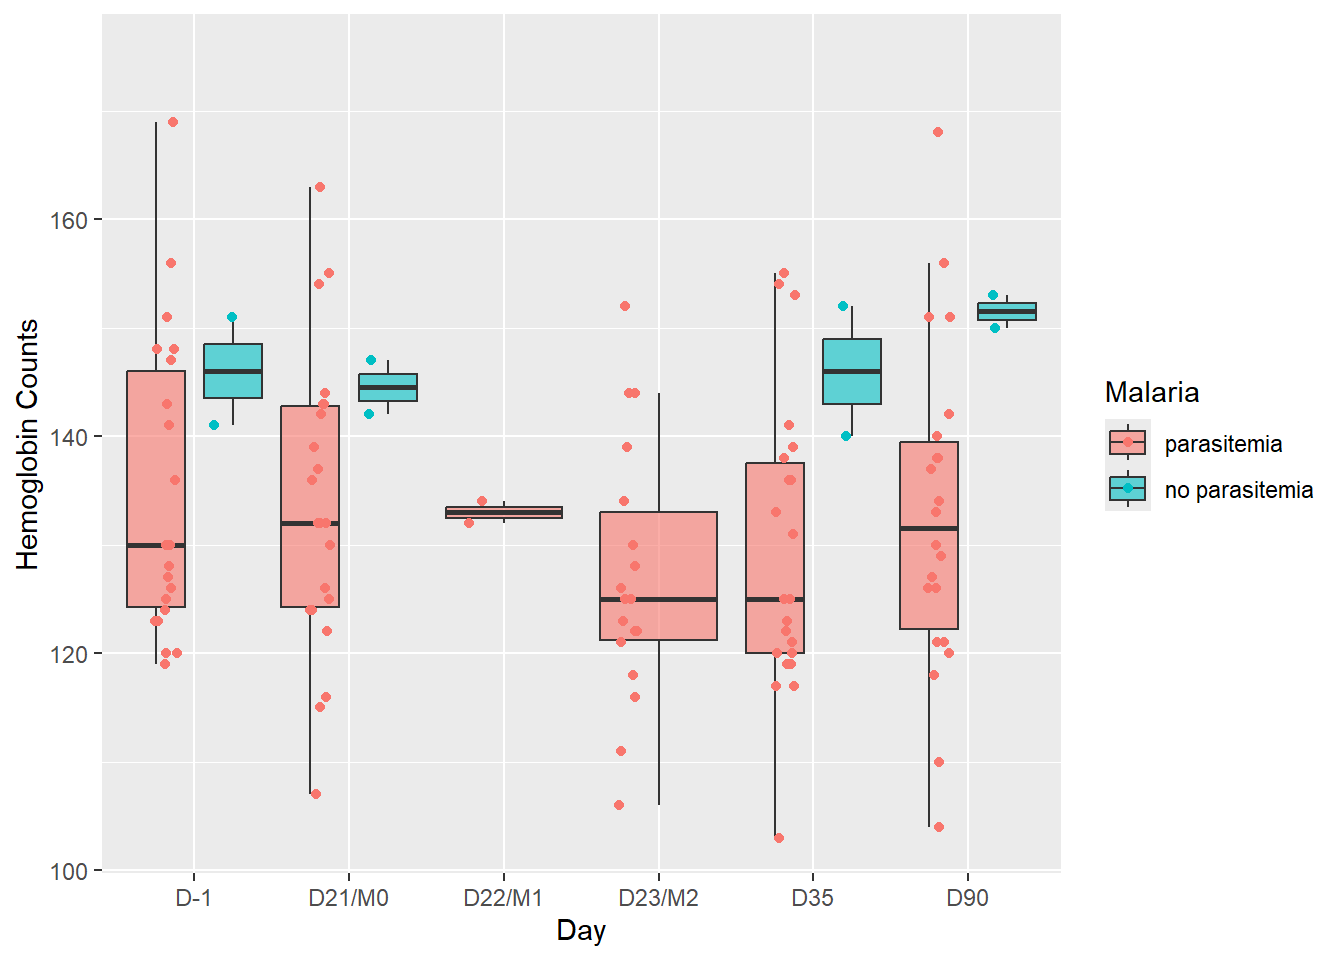 160
140
120
100
Hemoglobin Counts
D-1 D21/M0 D22/M1 D23/M2 D35 D90
Day
Malaria
parasitemia
no parasitemia